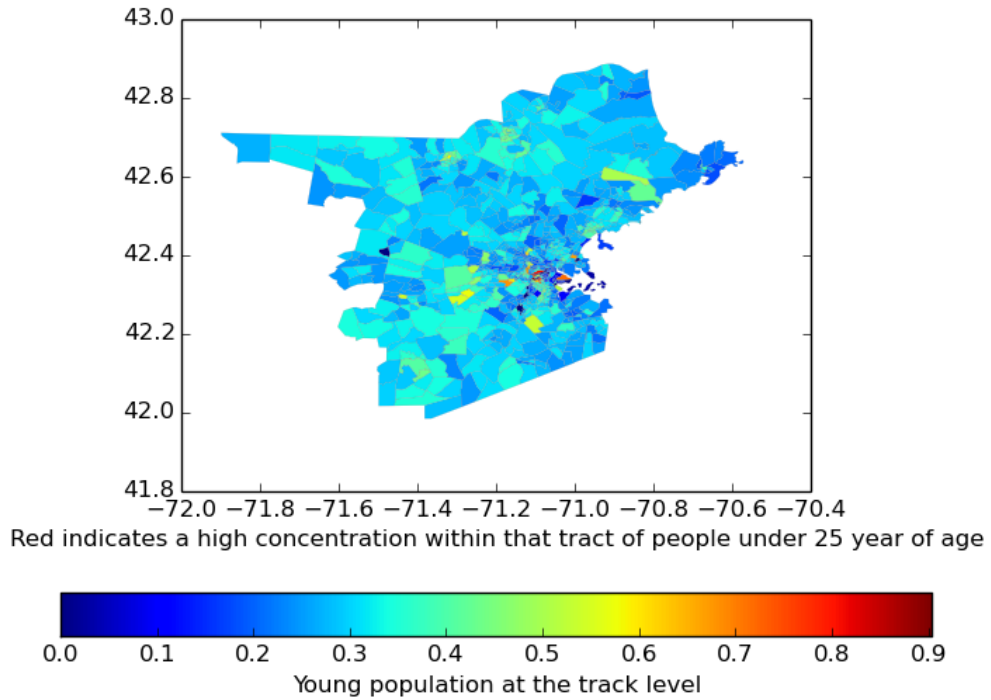 43.0
42.8
42.6
42.4
42.2
42.0
41.8
−72.0 −71.8 −71.6 −71.4 −71.2 −71.0 −70.8 −70.6 −70.4
Red indicates a high concentration within that tract of people under 25 year of age
0.0 0.1 0.2 0.3 0.4 0.5 0.6 0.7 0.8 0.9
Young population at the track level